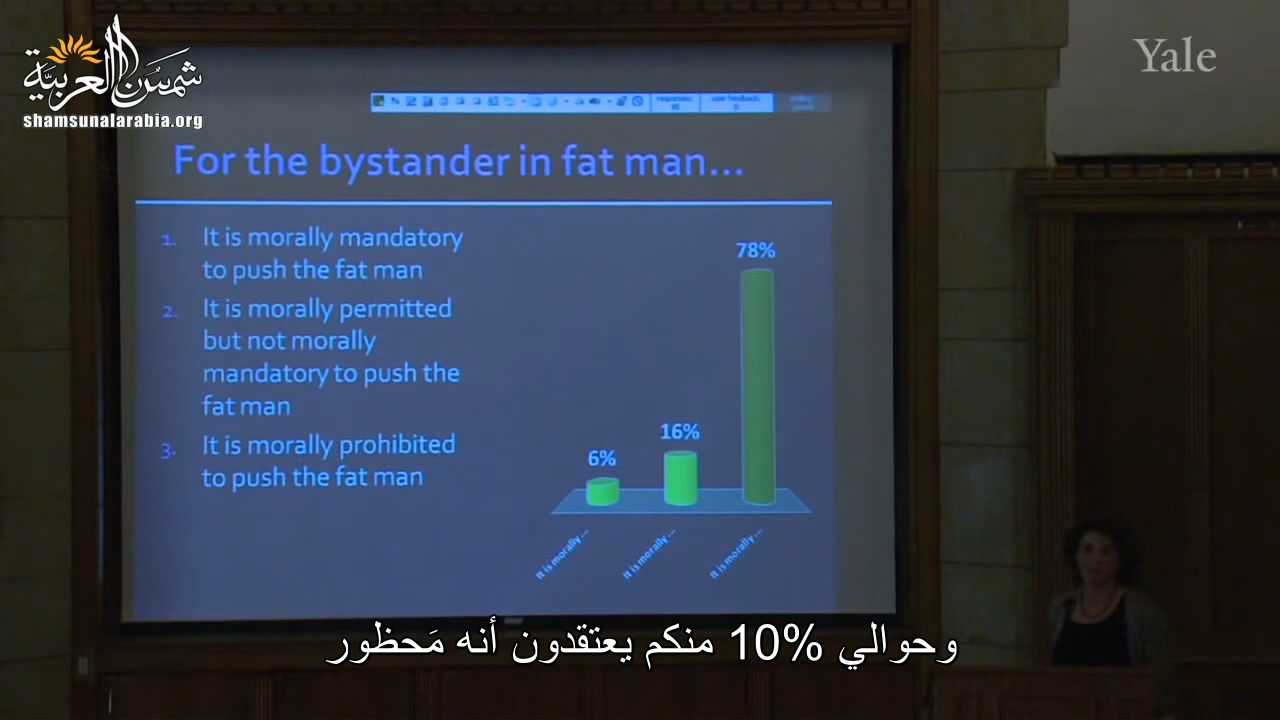 شمس العربية
shamsunalarabia.org
Yale
For the bystander in fat man...
1. It is morally mandatory
to push the fat man
2. It is morally permitted
but not morally
mandatory to push the
fat man
3. It is morally prohibited
to push the fat man
6%
16%
78%
It is morally...
It is morally...
It is morally...
وحوالي 10% منكم يعتقدون أنه مَحظور